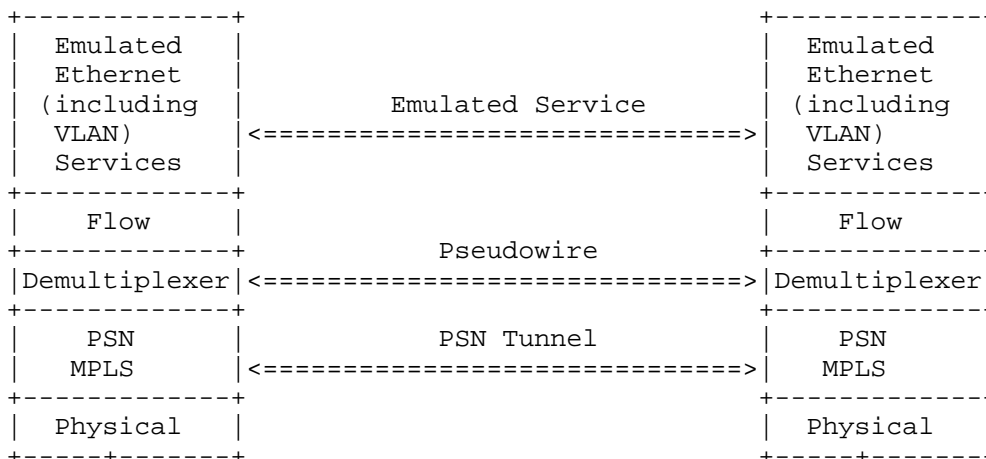 +-------------+                                +-------------
|  Emulated   |                                |  Emulated
|  Ethernet   |                                |  Ethernet
| (including  |         Emulated Service       | (including
|  VLAN)      |<==============================>|  VLAN)
|  Services   |                                |  Services
+-------------+                                +-------------
|    Flow     |                                |    Flow
+-------------+            Pseudowire          +-------------
|Demultiplexer|<==============================>|Demultiplexer
+-------------+                                +-------------
|    PSN      |            PSN Tunnel          |    PSN
|   MPLS      |<==============================>|   MPLS
+-------------+                                +-------------
|  Physical   |                                |  Physical
+-----+-------+                                +-----+-------